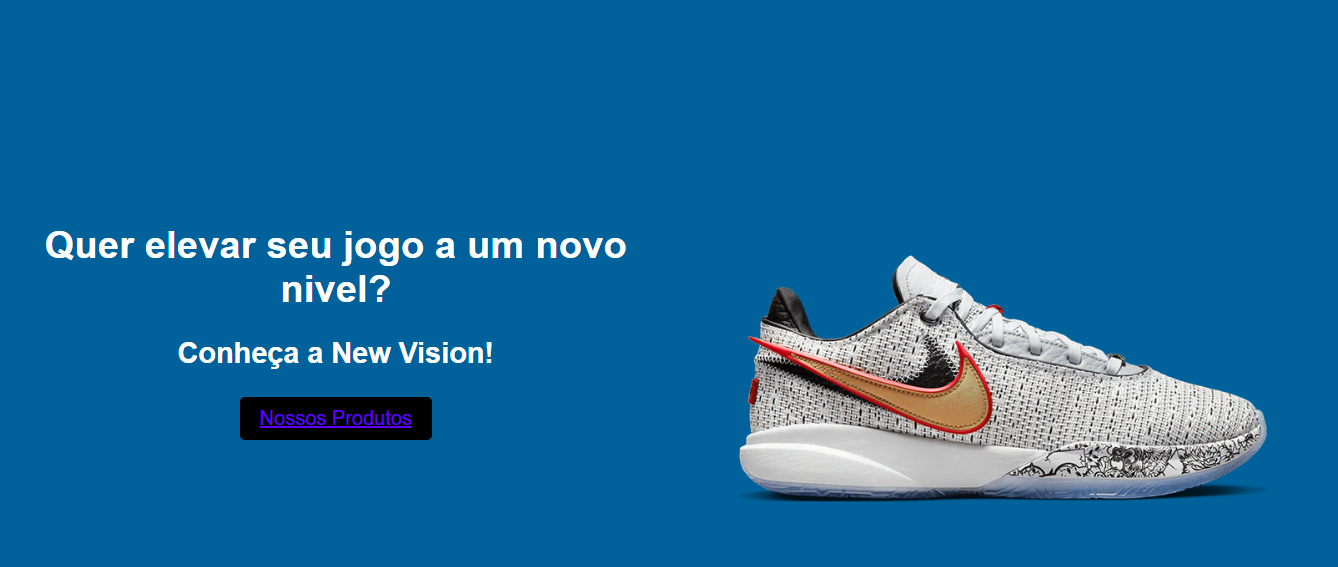 Quer elevar seu jogo a um novo
nivel?
Conheça a New Vision!
Nossos Produtos